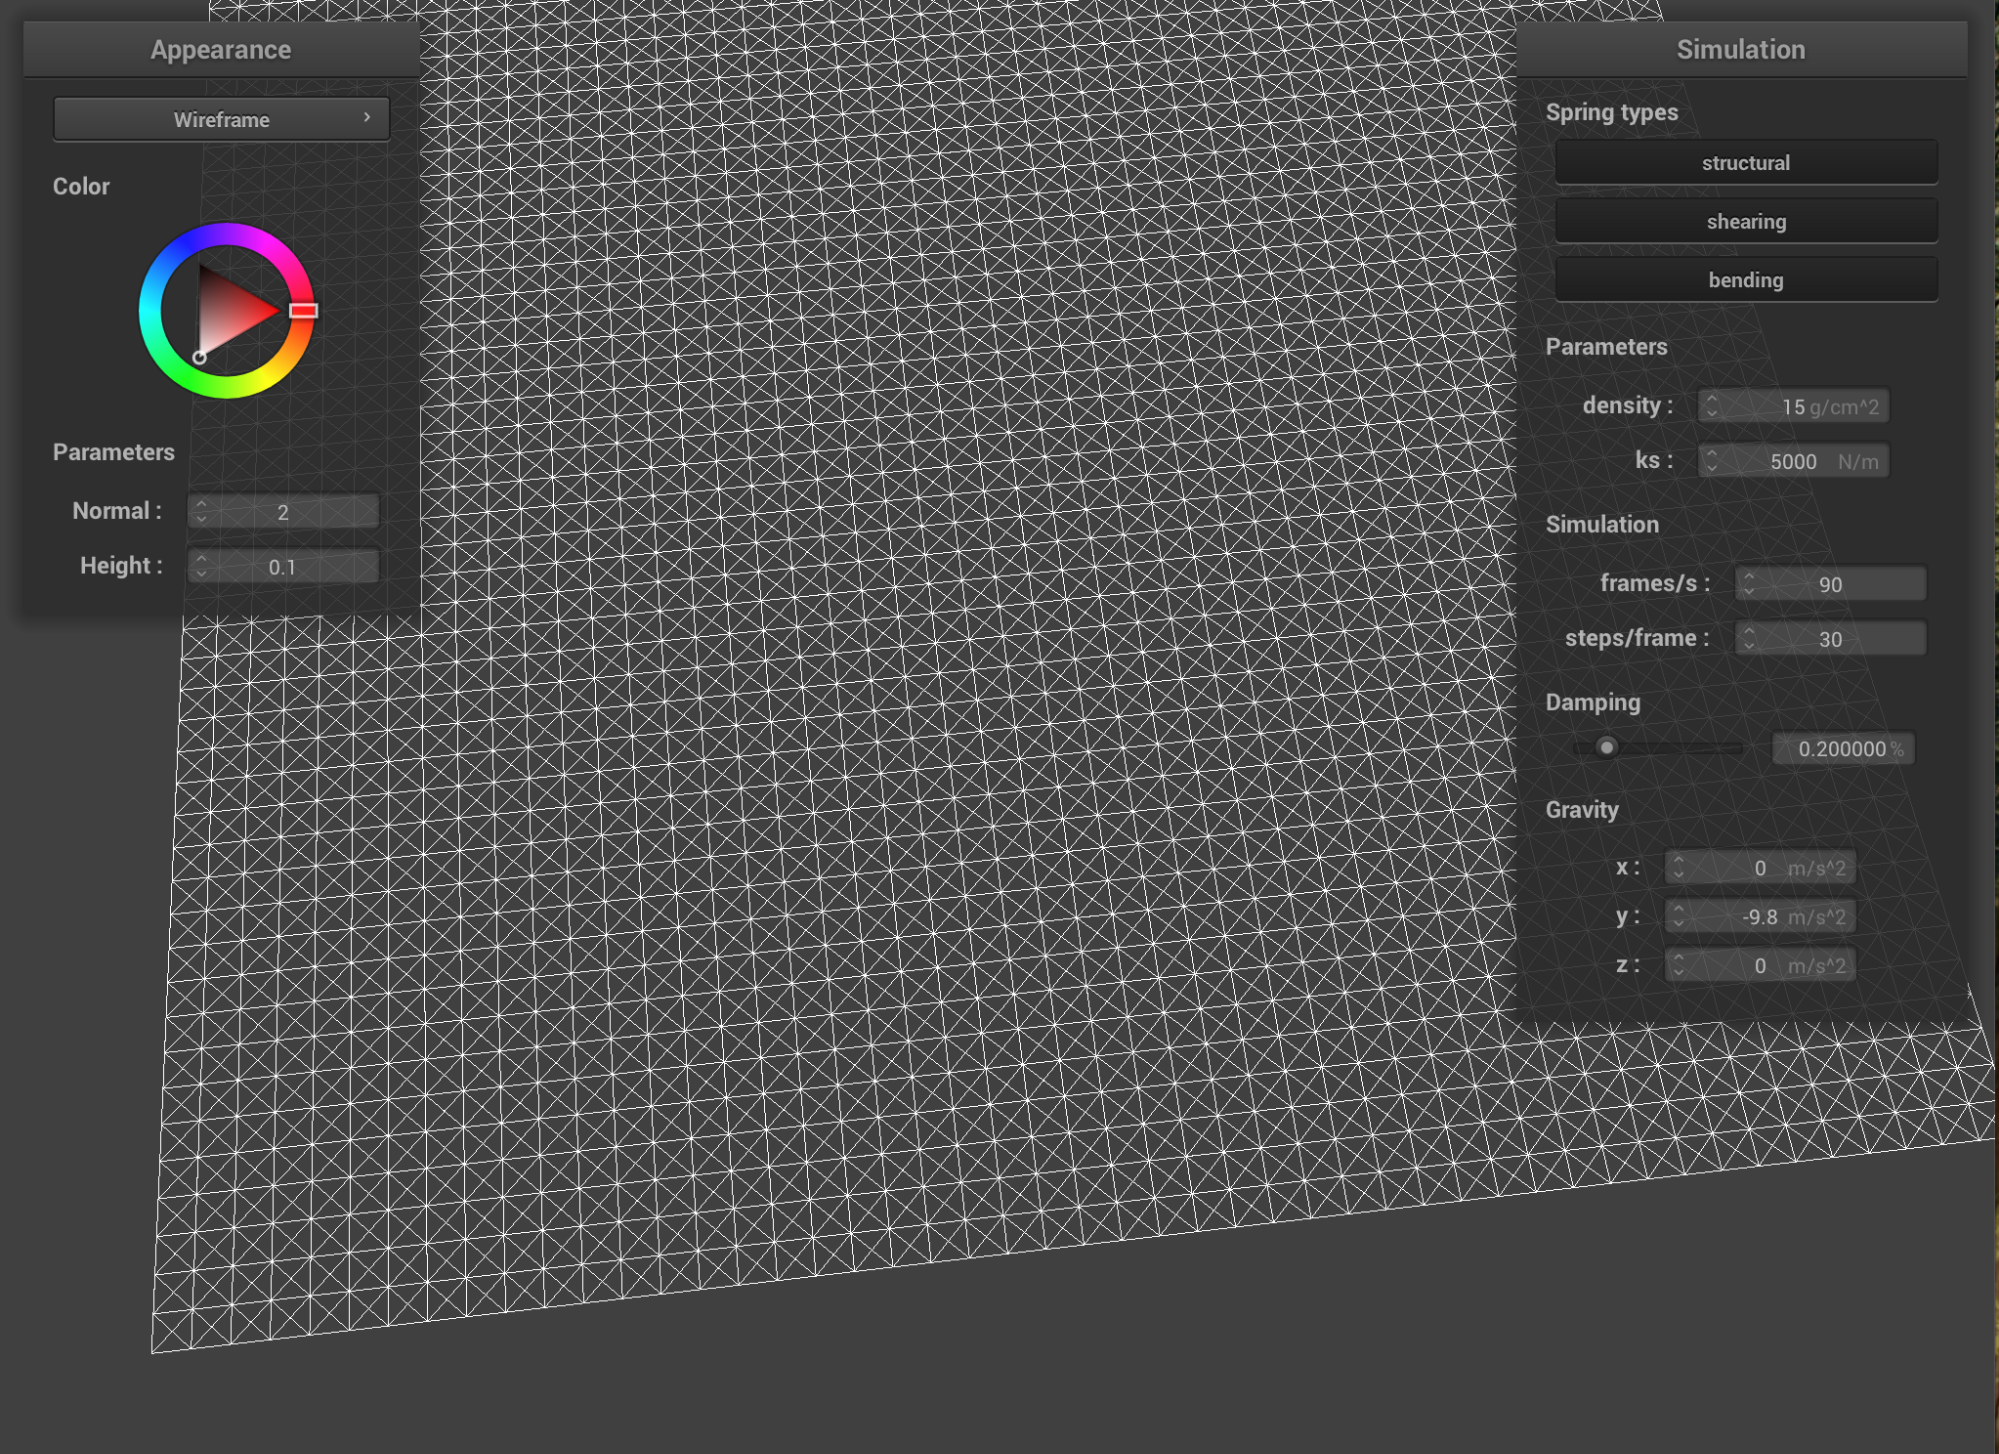 Appearance
Wireframe
Color
Parameters
Normal : 2
Height : 0.1
Simulation
Spring types
structural
shearing
bending
Parameters
density : 15 g/cm^2
ks : 5000 N/m
Simulation
frames/s : 90
steps/frame : 30
Damping
0.200000 %
Gravity
x : 0 m/s^2
y : -9.8 m/s^2
z : 0 m/s^2